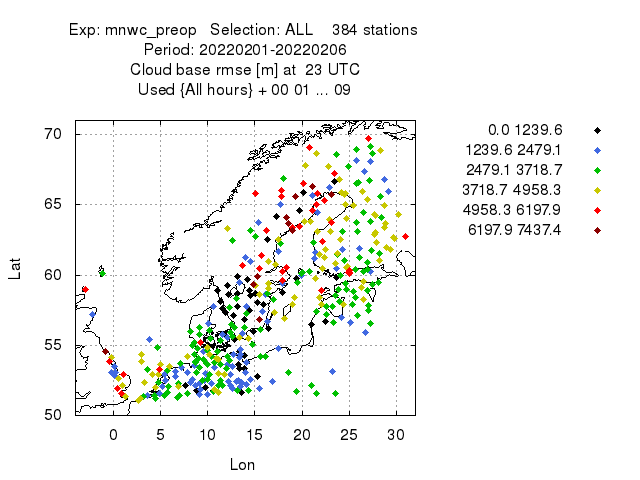 Exp: mnwc_preop   Selection: ALL    384 stations
Period: 20220201-20220206
Cloud base rmse [m] at  23 UTC
Used {All hours} + 00 01 ... 09
0.0 1239.6
1239.6 2479.1
2479.1 3718.7
3718.7 4958.3
4958.3 6197.9
6197.9 7437.4
Lat
70
65
60
55
50
0 5 10 15 20 25 30
Lon